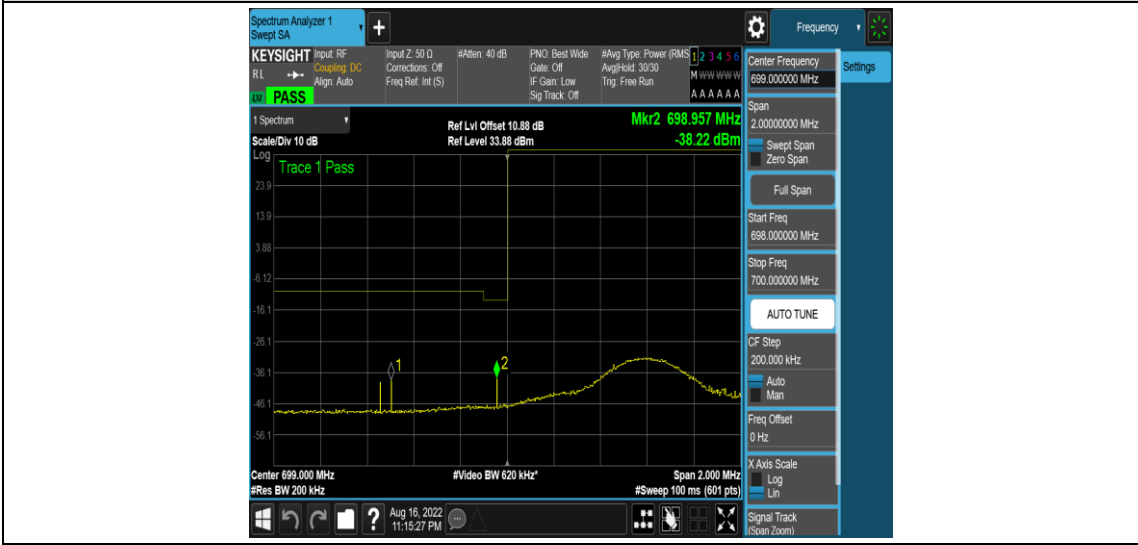 Spectrum Analyzer 1
Swept SA
Frequency
KEYSIGHT
RL
LXI
PASS
Input: RF
Coupling: DC
Align: Auto
Input Z: 50 Ω
Corrections: Off
Freq Ref: Int (S)
#Atten: 40 dB
PNO: Best Wide
Gate: Off
IF Gain: Low
Sig Track: Off
#Avg Type: Power (RMS
Avg|Hold: 30/30
Trig: Free Run
1 2 3 4 5 6
M W W W W W
A A A A A A
1 Spectrum
Scale/Div 10 dB
Ref Lvl Offset 10.88 dB
Ref Level 33.88 dBm
Mkr2 698.957 MHz
-38.22 dBm
Log
Trace 1 Pass
23.9
13.9
3.88
-6.12
-16.1
-26.1
-36.1
-46.1
-56.1
1
2
Center 699.000 MHz
#Res BW 200 kHz
#Video BW 620 kHz*
Span 2.000 MHz
#Sweep 100 ms (601 pts)
?
Aug 16, 2022
11:15:27 PM
Center Frequency
699.000000 MHz
Settings
Span
2.00000000 MHz
Swept Span
Zero Span
Full Span
Start Freq
698.000000 MHz
Stop Freq
700.000000 MHz
AUTO TUNE
CF Step
200.000 kHz
Auto
Man
Freq Offset
0 Hz
X Axis Scale
Log
Lin
Signal Track
(Span Zoom)